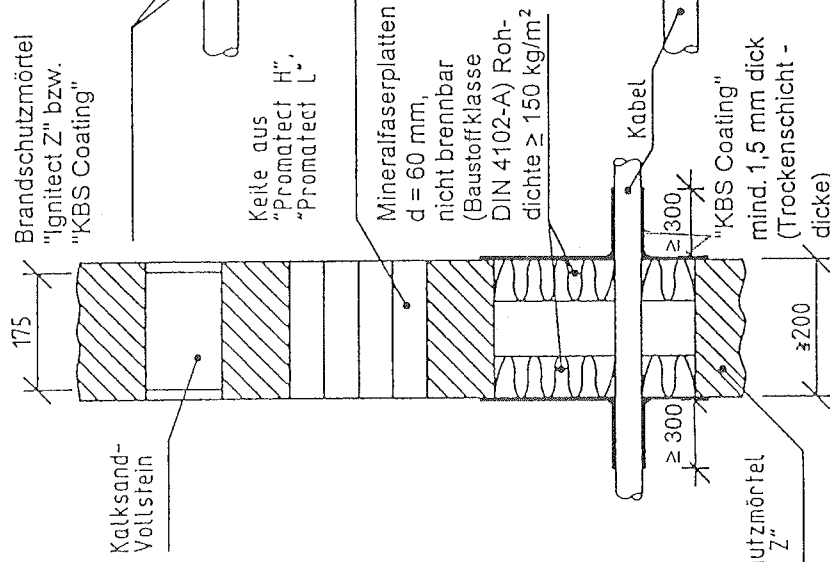 Brandschutzmörtel
"Ignitect Z" bzw.
"KBS Coating"
175
Kalksand-
Vollstein
Keile aus
"Promatect H",
"Promatect L"
Mineralfaserplatten
d = 60 mm,
nicht brennbar
(Baustoffklasse
DIN 4102-A) Roh-
dichte ≥ 150 kg/m²
Kabel
≥ 300
≥ 300
"KBS Coating"
mind. 1,5 mm dick
(Trockenschicht -
dicke)
≥200
utzmörtel
Z"